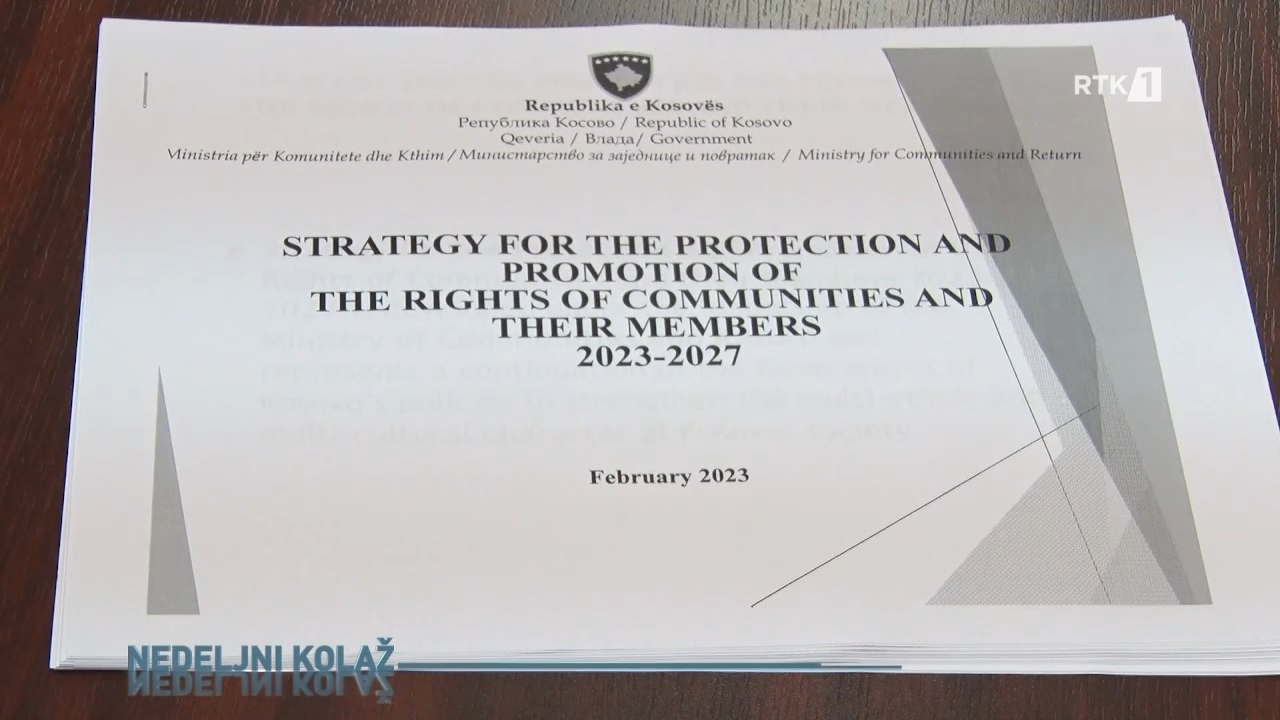 RTK1
Republika e Kosovës
Република Косово / Republic of Kosovo
Qeveria / Влада/ Government
Ministria për Komunitete dhe Kthim / Министарство за заједнице и повратак / Ministry for Communities and Return
STRATEGY FOR THE PROTECTION AND
PROMOTION OF
THE RIGHTS OF COMMUNITIES AND
THEIR MEMBERS
2023-2027
February 2023
NEDELJNI KOLAŽ